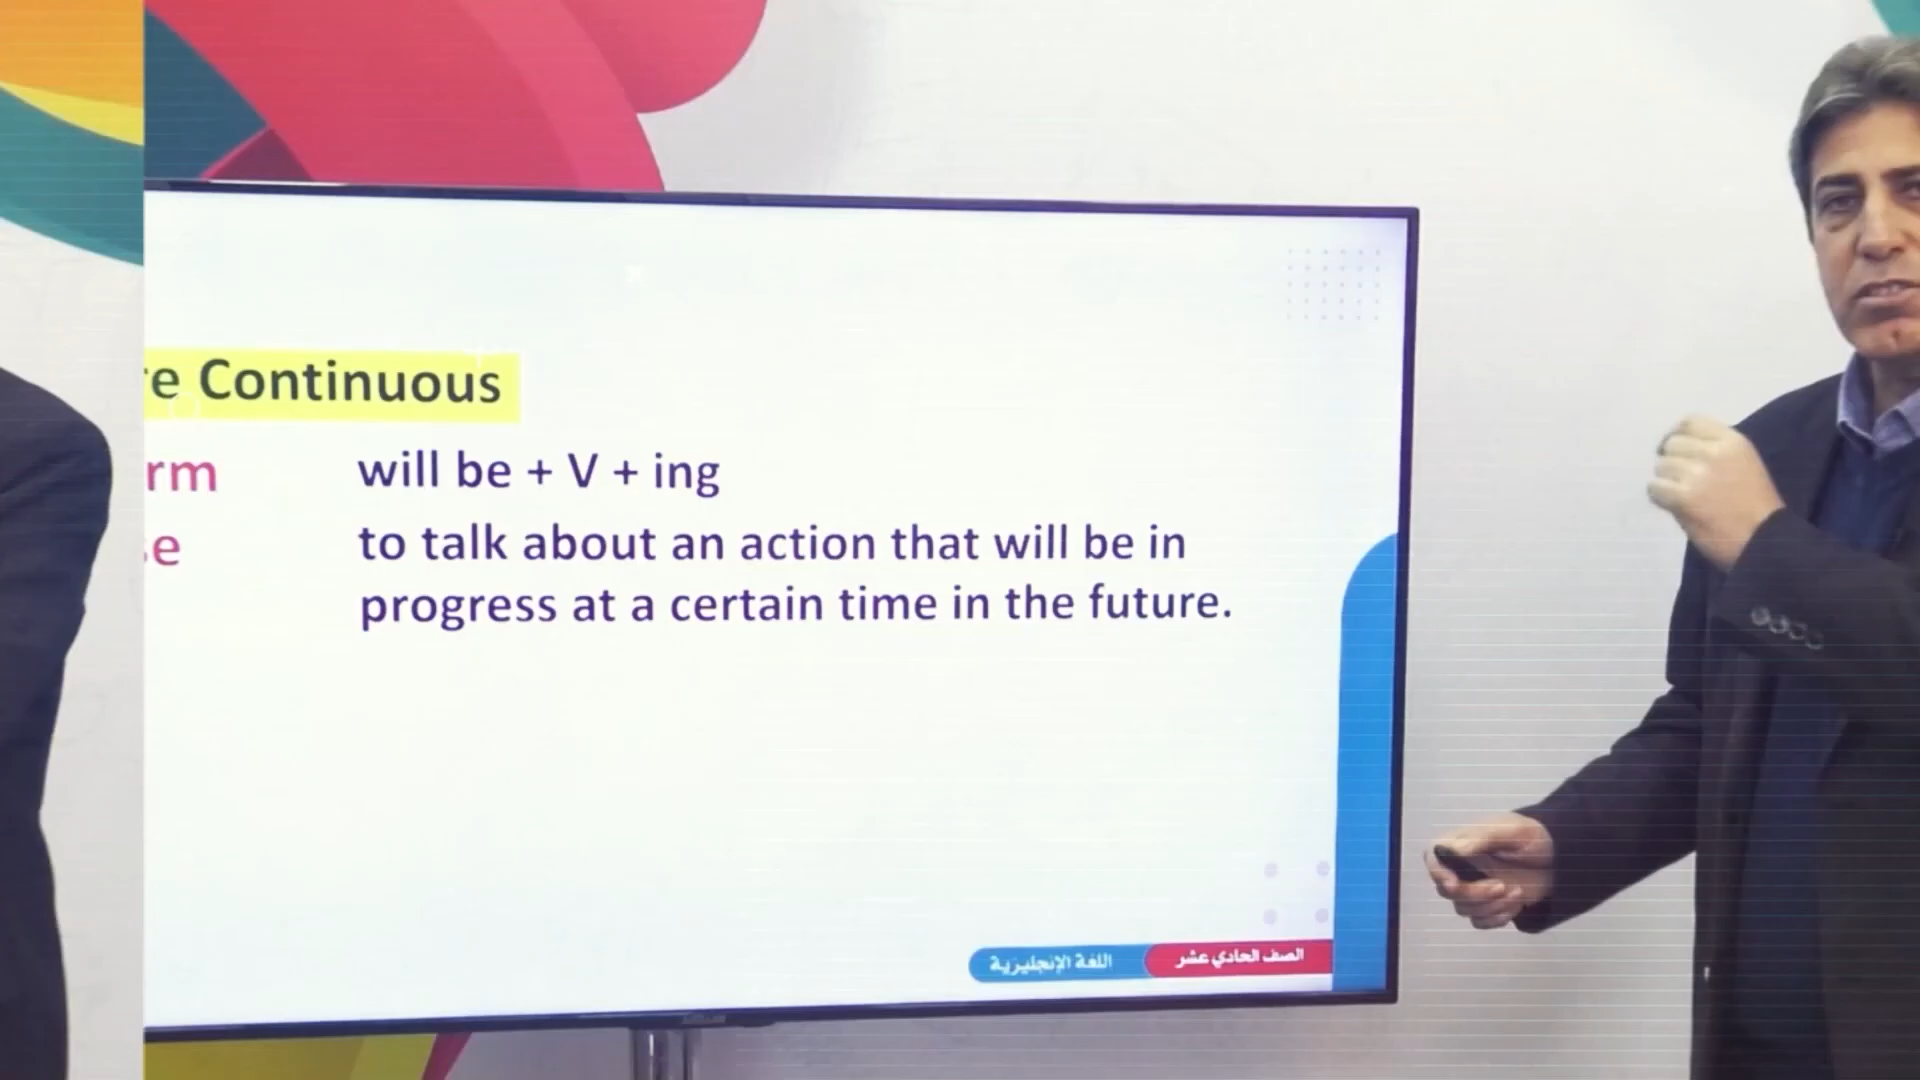 re Continuous
rm will be + V + ing
se to talk about an action that will be in
progress at a certain time in the future.
اللغة الإنجليزية
الصف الحادي عشر